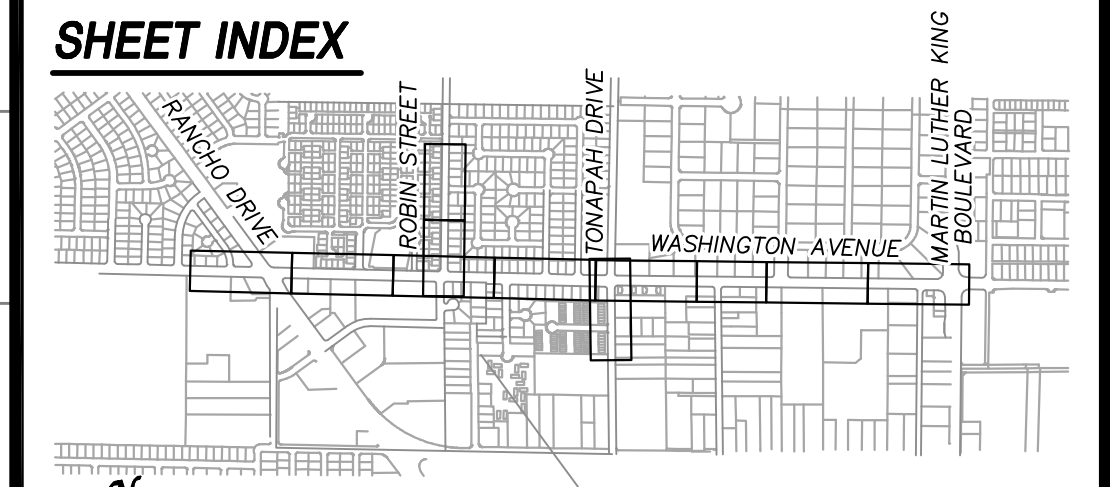 SHEET INDEX
RANCHO DRIVE
ROBIN STREET
TONAPAH DRIVE
WASHINGTON AVENUE
MARTIN LUTHER KING
BOULEVARD